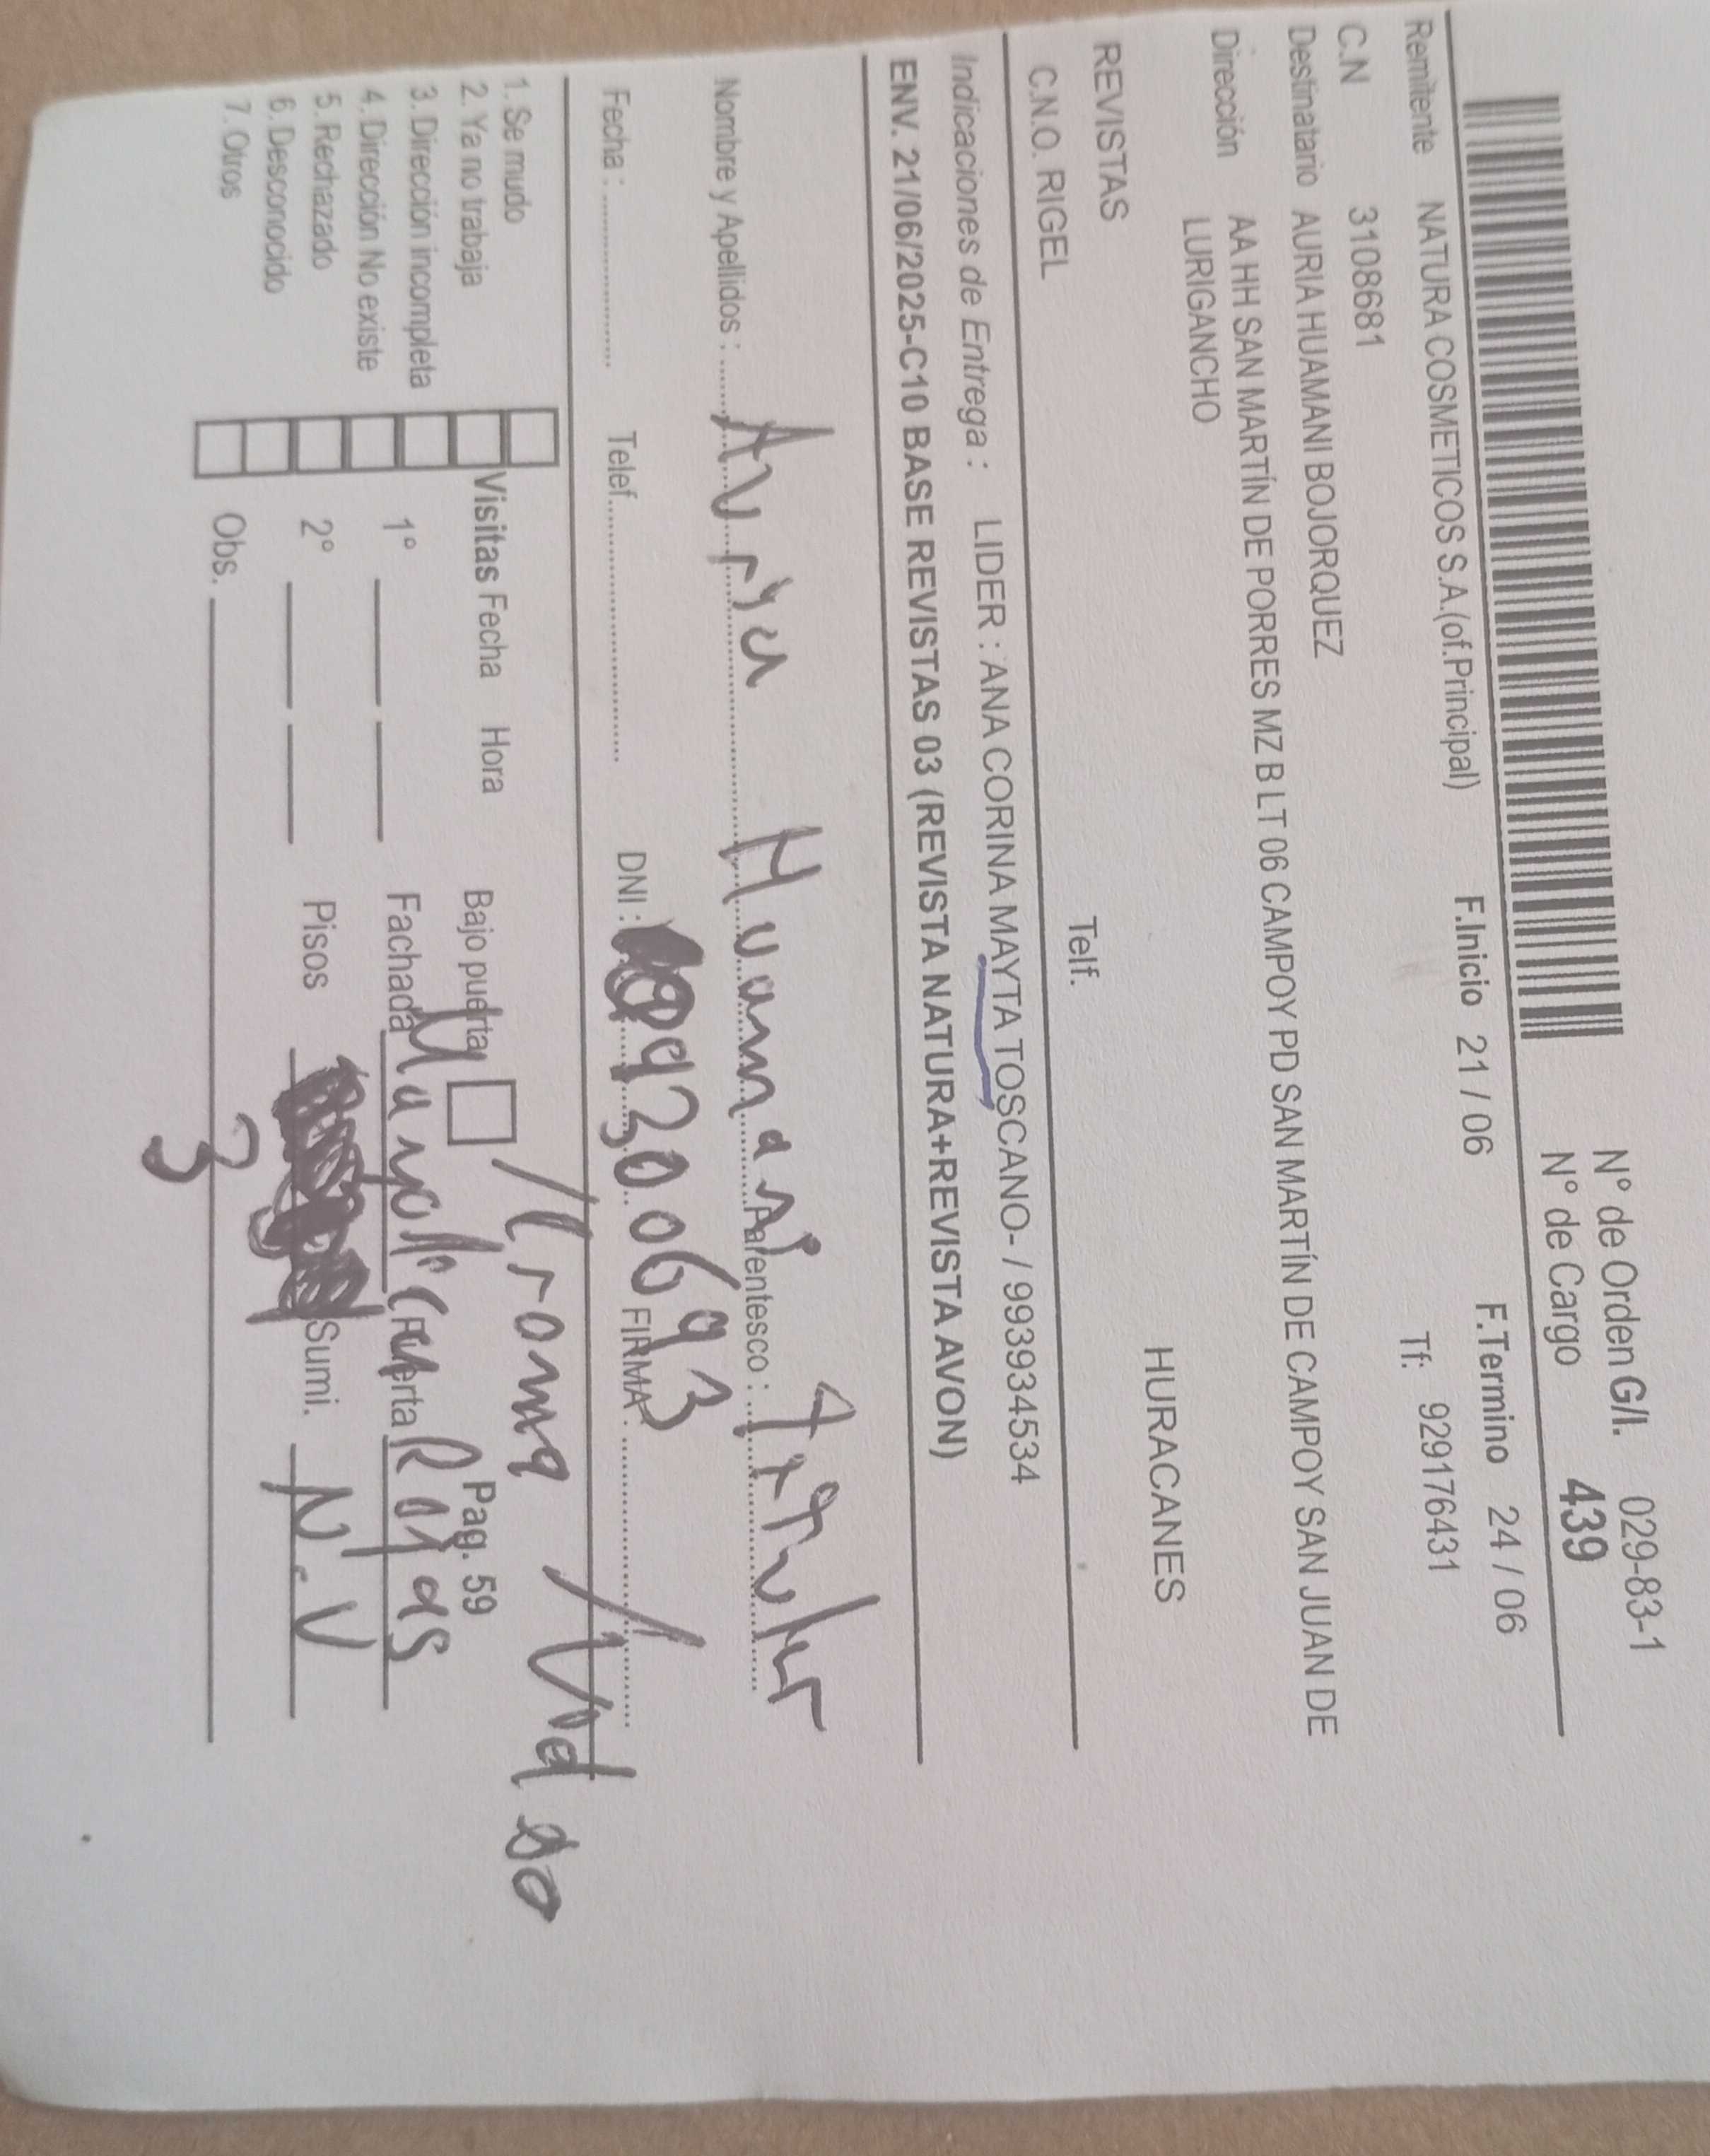 N° de Orden G/I. 029-83-1
N° de Cargo 439
F.Inicio 21 / 06 F.Termino 24 / 06
Remitente NATURA COSMETICOS S.A.(of.Principal) Tf: 929176431
C.N 3108681
Destinatario AURIA HUAMANI BOJORQUEZ
Dirección AA HH SAN MARTÍN DE PORRES MZ B LT 06 CAMPOY PD SAN MARTÍN DE CAMPOY SAN JUAN DE
LURIGANCHO
HURACANES
REVISTAS
C.N.O. RIGEL Telf.
Indicaciones de Entrega : LIDER : ANA CORINA MAYTA TOSCANO- / 993934534
ENV. 21/06/2025-C10 BASE REVISTAS 03 (REVISTA NATURA+REVISTA AVON)
Nombre y Apellidos : Aurya Huamani Parentesco :
Fecha : Telef. DNI : FIRMA :
1. Se mudo
2. Ya no trabaja Visitas Fecha Hora Bajo puerta Pag. 59
3. Dirección incompleta
4. Dirección No existe 1° Fachada Mayolica Puerta Rejas
5. Rechazado 2° Pisos Sumi. N.V
6. Desconocido 3
7. Otros Obs.